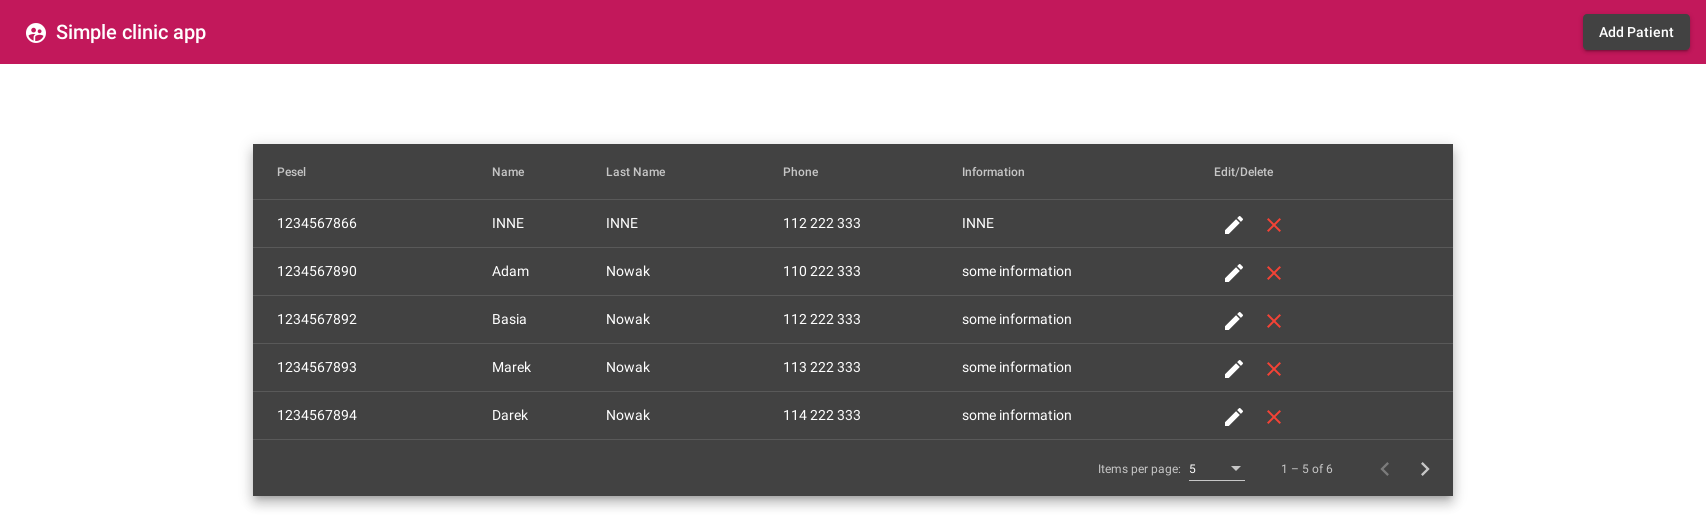 Simple clinic app
Add Patient
Pesel Name Last Name Phone Information Edit/Delete
1234567866 INNE INNE 112 222 333 INNE
1234567890 Adam Nowak 110 222 333 some information
1234567892 Basia Nowak 112 222 333 some information
1234567893 Marek Nowak 113 222 333 some information
1234567894 Darek Nowak 114 222 333 some information
Items per page: 5 1 – 5 of 6